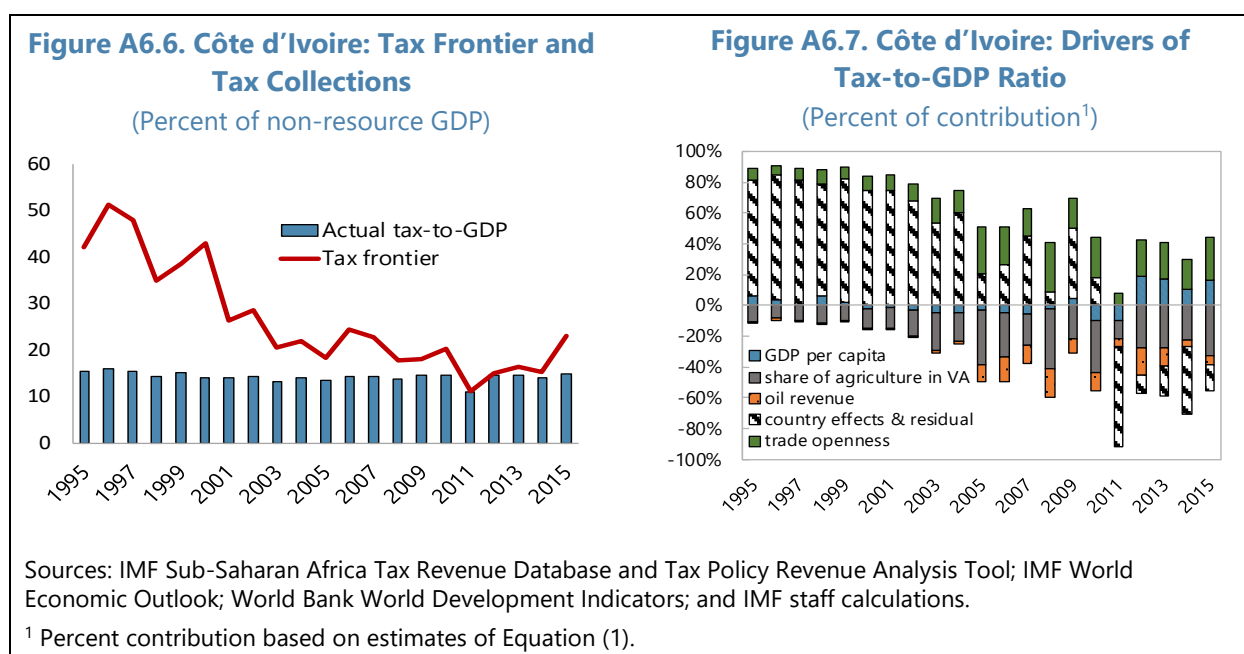 Figure A6.6. Côte d’Ivoire: Tax Frontier and
Tax Collections
(Percent of non-resource GDP)
60
50
40
30
20
10
0
Actual tax-to-GDP
Tax frontier
1995
1997
1999
2001
2003
2005
2007
2009
2011
2013
2015
Figure A6.7. Côte d’Ivoire: Drivers of
Tax-to-GDP Ratio
(Percent of contribution¹)
100%
80%
60%
40%
20%
0%
-20%
-40%
-60%
-80%
-100%
GDP per capita
share of agriculture in VA
oil revenue
country effects & residual
trade openness
1995
1997
1999
2001
2003
2005
2007
2009
2011
2013
2015
Sources: IMF Sub-Saharan Africa Tax Revenue Database and Tax Policy Revenue Analysis Tool; IMF World
Economic Outlook; World Bank World Development Indicators; and IMF staff calculations.
¹ Percent contribution based on estimates of Equation (1).